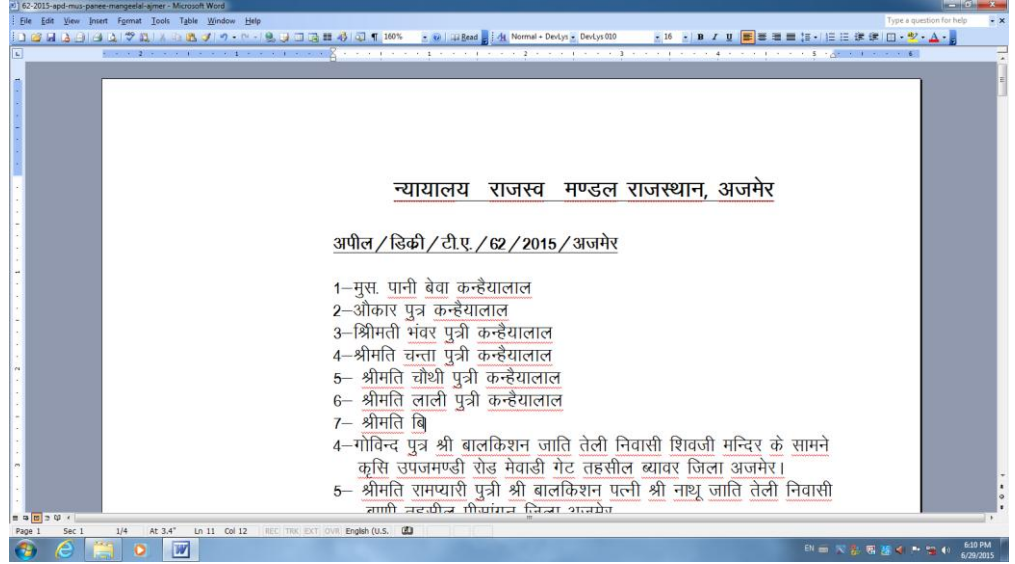 62-2015-apd-mus-panee-mangeelal-ajmer - Microsoft Word
File Edit View Insert Format Tools Table Window Help
Type a question for help
160% Read Normal + DevLys DevLys 010 16 B I U
न्यायालय राजस्व मण्डल राजस्थान, अजमेर
अपील/डिकी/टी.ए./62/2015/अजमेर
1—मुस. पानी बेवा कन्हैयालाल
2—औकार पुत्र कन्हैयालाल
3—श्रिीमती भंवर पुत्री कन्हैयालाल
4—श्रीमति चन्ता पुत्री कन्हैयालाल
5— श्रीमति चौथी पुत्री कन्हैयालाल
6— श्रीमति लाली पुत्री कन्हैयालाल
7— श्रीमति बि
4—गोविन्द पुत्र श्री बालकिशन जाति तेली निवासी शिवजी मन्दिर के सामने
कृसि उपजमण्डी रोड़ मेवाडी गेट तहसील ब्यावर जिला अजमेर।
5— श्रीमति रामप्यारी पुत्री श्री बालकिशन पत्नी श्री नाथू जाति तेली निवासी
तहसील पीसांगन जिला अजमेर
Page 1 Sec 1 1/4 At 3.4" Ln 11 Col 12 REC TRK EXT OVR English (U.S.
EN 6:10 PM
6/29/2015